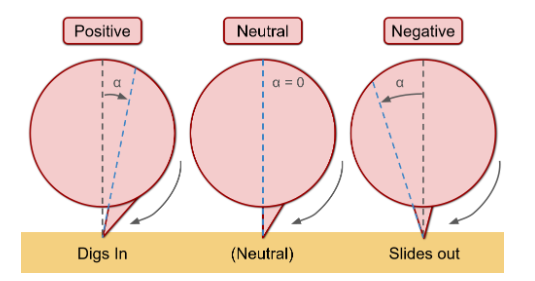 Positive
Neutral
Negative
α
α = 0
α
Digs In
(Neutral)
Slides out